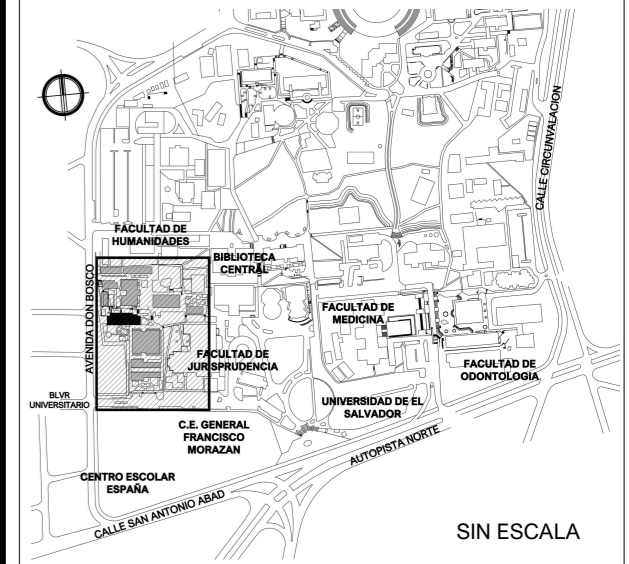 CALLE CIRCUNVALACION
FACULTAD DE
HUMANIDADES
BIBLIOTECA
CENTRAL
AVENIDA DON BOSCO
FACULTAD DE
MEDICINA
FACULTAD DE
JURISPRUDENCIA
FACULTAD DE
ODONTOLOGIA
BLVR
UNIVERSITARIO
UNIVERSIDAD DE EL
SALVADOR
C.E. GENERAL
FRANCISCO
MORAZAN
AUTOPISTA NORTE
CENTRO ESCOLAR
ESPAÑA
CALLE SAN ANTONIO ABAD
SIN ESCALA